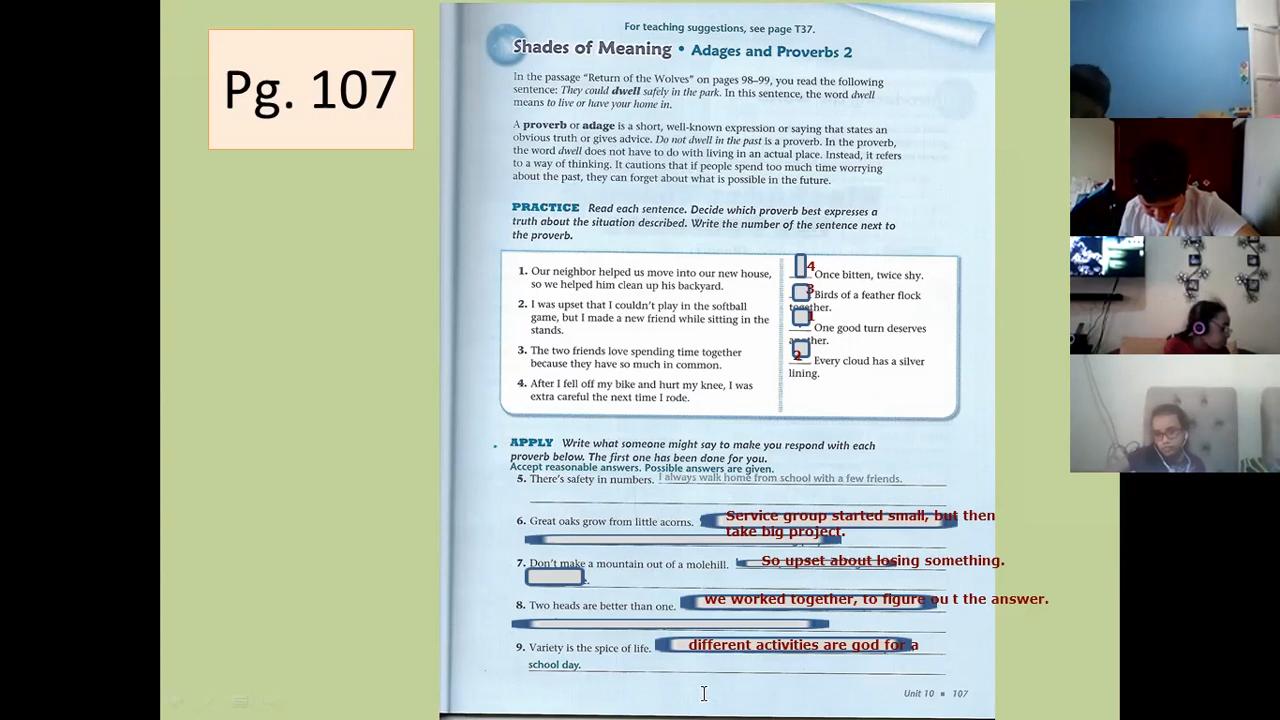 Pg. 107
For teaching suggestions, see page T37.
Shades of Meaning • Adages and Proverbs 2
In the passage “Return of the Wolves” on pages 98–99, you read the following
sentence: They could dwell safely in the park. In this sentence, the word dwell
means to live or have your home in.
A proverb or adage is a short, well-known expression or saying that states an
obvious truth or gives advice. Do not dwell in the past is a proverb. In the proverb,
the word dwell does not have to do with living in an actual place. Instead, it refers
to a way of thinking. It cautions that if people spend too much time worrying
about the past, they can forget about what is possible in the future.
PRACTICE Read each sentence. Decide which proverb best expresses a
truth about the situation described. Write the number of the sentence next to
the proverb.
1. Our neighbor helped us move into our new house,
so we helped him clean up his backyard.
2. I was upset that I couldn’t play in the softball
game, but I made a new friend while sitting in the
stands.
3. The two friends love spending time together
because they have so much in common.
4. After I fell off my bike and hurt my knee, I was
extra careful the next time I rode.
4 Once bitten, twice shy.
3 Birds of a feather flock
together.
1 One good turn deserves
another.
2 Every cloud has a silver
lining.
APPLY Write what someone might say to make you respond with each
proverb below. The first one has been done for you.
Accept reasonable answers. Possible answers are given.
5. There’s safety in numbers. I always walk home from school with a few friends.
6. Great oaks grow from little acorns. Service group started small, but then
take big project.
7. Don’t make a mountain out of a molehill. So upset about losing something.
8. Two heads are better than one. we worked together, to figure ou t the answer.
9. Variety is the spice of life. different activities are god for a
school day.
Unit 10 ▪ 107